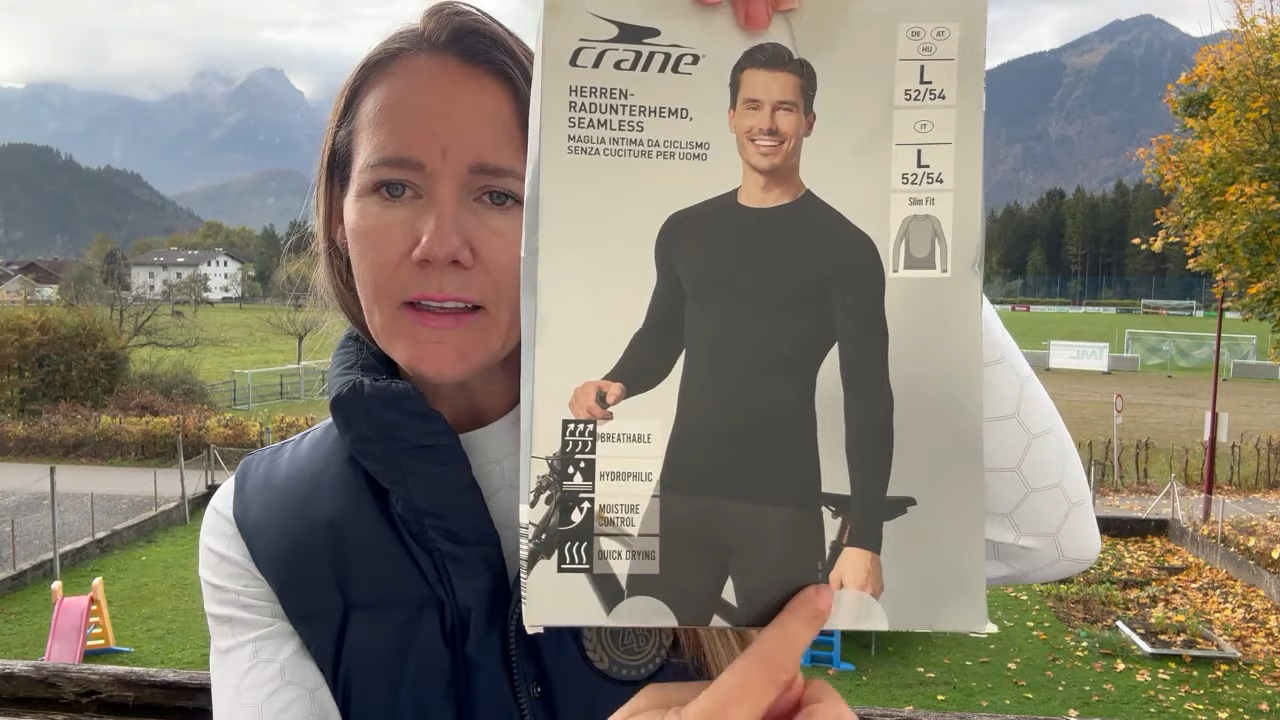 crane®
HERREN-
RADUNTERHEMD,
SEAMLESS
MAGLIA INTIMA DA CICLISMO
SENZA CUCITURE PER UOMO
DE AT
HU
L
52/54
IT
L
52/54
Slim Fit
BREATHABLE
HYDROPHILIC
MOISTURE
CONTROL
QUICK DRYING